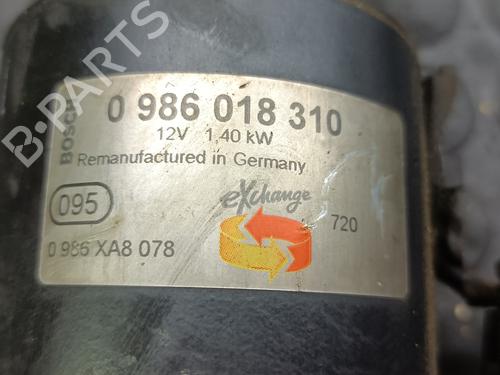 B-PARTS
BOSCH
0 986 018 310
12V 1,40 kW
Remanufactured in Germany
095
eXchange
720
0 986 XA8 078
B-PARTS